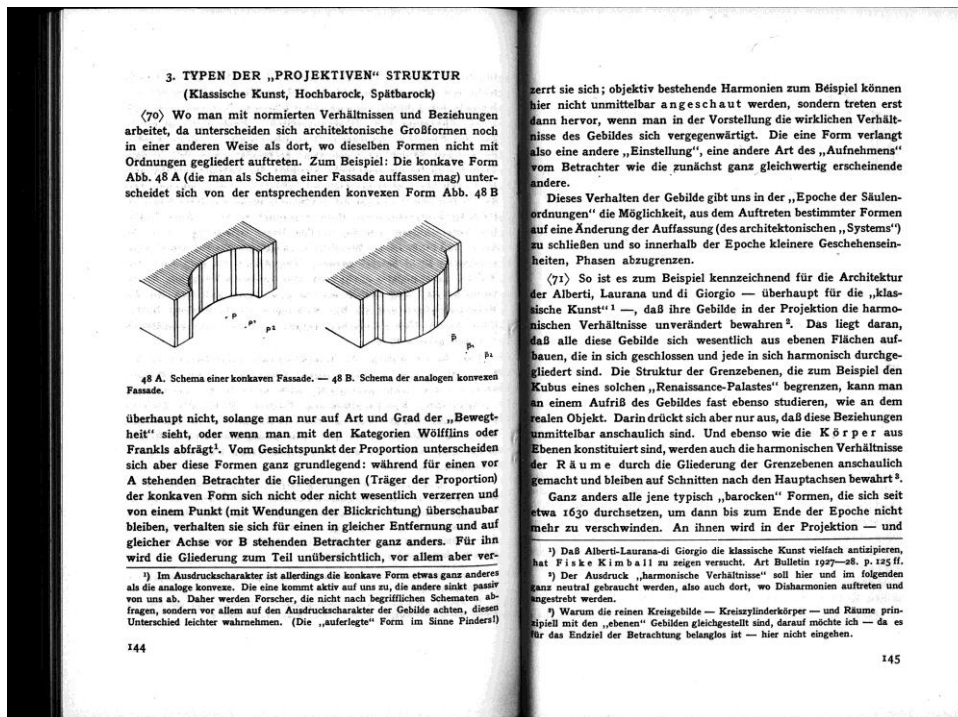 3. TYPEN DER „PROJEKTIVEN“ STRUKTUR
(Klassische Kunst, Hochbarock, Spätbarock)
⟨70⟩ Wo man mit normierten Verhältnissen und Beziehungen
arbeitet, da unterscheiden sich architektonische Großformen noch
in einer anderen Weise als dort, wo dieselben Formen nicht mit
Ordnungen gegliedert auftreten. Zum Beispiel: Die konkave Form
Abb. 48 A (die man als Schema einer Fassade auffassen mag) unter-
scheidet sich von der entsprechenden konvexen Form Abb. 48 B
48 A. Schema einer konkaven Fassade. — 48 B. Schema der analogen konvexen
Fassade.
überhaupt nicht, solange man nur auf Art und Grad der „Bewegt-
heit“ sieht, oder wenn man mit den Kategorien Wölfflins oder
Frankls abfrägt¹. Vom Gesichtspunkt der Proportion unterscheiden
sich aber diese Formen ganz grundlegend: während für einen vor
A stehenden Betrachter die Gliederungen (Träger der Proportion)
der konkaven Form sich nicht oder nicht wesentlich verzerren und
von einem Punkt (mit Wendungen der Blickrichtung) überschaubar
bleiben, verhalten sie sich für einen in gleicher Entfernung und auf
gleicher Achse vor B stehenden Betrachter ganz anders. Für ihn
wird die Gliederung zum Teil unübersichtlich, vor allem aber ver-
¹) Im Ausdruckscharakter ist allerdings die konkave Form etwas ganz anderes
als die analoge konvexe. Die eine kommt aktiv auf uns zu, die andere sinkt passiv
von uns ab. Daher werden Forscher, die nicht nach begrifflichen Schematen ab-
fragen, sondern vor allem auf den Ausdruckscharakter der Gebilde achten, diesen
Unterschied leichter wahrnehmen. (Die „auferlegte“ Form im Sinne Pinders!)
144
zerrt sie sich; objektiv bestehende Harmonien zum Beispiel können
hier nicht unmittelbar angeschaut werden, sondern treten erst
dann hervor, wenn man in der Vorstellung die wirklichen Verhält-
nisse des Gebildes sich vergegenwärtigt. Die eine Form verlangt
also eine andere „Einstellung“, eine andere Art des „Aufnehmens“
vom Betrachter wie die zunächst ganz gleichwertig erscheinende
andere.
Dieses Verhalten der Gebilde gibt uns in der „Epoche der Säulen-
ordnungen“ die Möglichkeit, aus dem Auftreten bestimmter Formen
auf eine Änderung der Auffassung (des architektonischen „Systems“)
zu schließen und so innerhalb der Epoche kleinere Geschehensein-
heiten, Phasen abzugrenzen.
⟨71⟩ So ist es zum Beispiel kennzeichnend für die Architektur
der Alberti, Laurana und di Giorgio — überhaupt für die „klas-
sische Kunst“¹ —, daß ihre Gebilde in der Projektion die harmo-
nischen Verhältnisse unverändert bewahren². Das liegt daran,
daß alle diese Gebilde sich wesentlich aus ebenen Flächen auf-
bauen, die in sich geschlossen und jede in sich harmonisch durchge-
gliedert sind. Die Struktur der Grenzebenen, die zum Beispiel den
Kubus eines solchen „Renaissance-Palastes“ begrenzen, kann man
an einem Aufriß des Gebildes fast ebenso studieren, wie an dem
realen Objekt. Darin drückt sich aber nur aus, daß diese Beziehungen
unmittelbar anschaulich sind. Und ebenso wie die Körper aus
Ebenen konstituiert sind, werden auch die harmonischen Verhältnisse
der Räume durch die Gliederung der Grenzebenen anschaulich
gemacht und bleiben auf Schnitten nach den Hauptachsen bewahrt³.
Ganz anders alle jene typisch „barocken“ Formen, die sich seit
etwa 1630 durchsetzen, um dann bis zum Ende der Epoche nicht
mehr zu verschwinden. An ihnen wird in der Projektion — und
¹) Daß Alberti-Laurana-di Giorgio die klassische Kunst vielfach antizipieren,
hat Fiske Kimball zu zeigen versucht. Art Bulletin 1927—28. p. 125 ff.
²) Der Ausdruck „harmonische Verhältnisse“ soll hier und im folgenden
ganz neutral gebraucht werden, also auch dort, wo Disharmonien auftreten und
angestrebt werden.
³) Warum die reinen Kreisgebilde — Kreiszylinderkörper — und Räume prin-
zipiell mit den „ebenen“ Gebilden gleichgestellt sind, darauf möchte ich — da es
für das Endziel der Betrachtung belanglos ist — hier nicht eingehen.
145